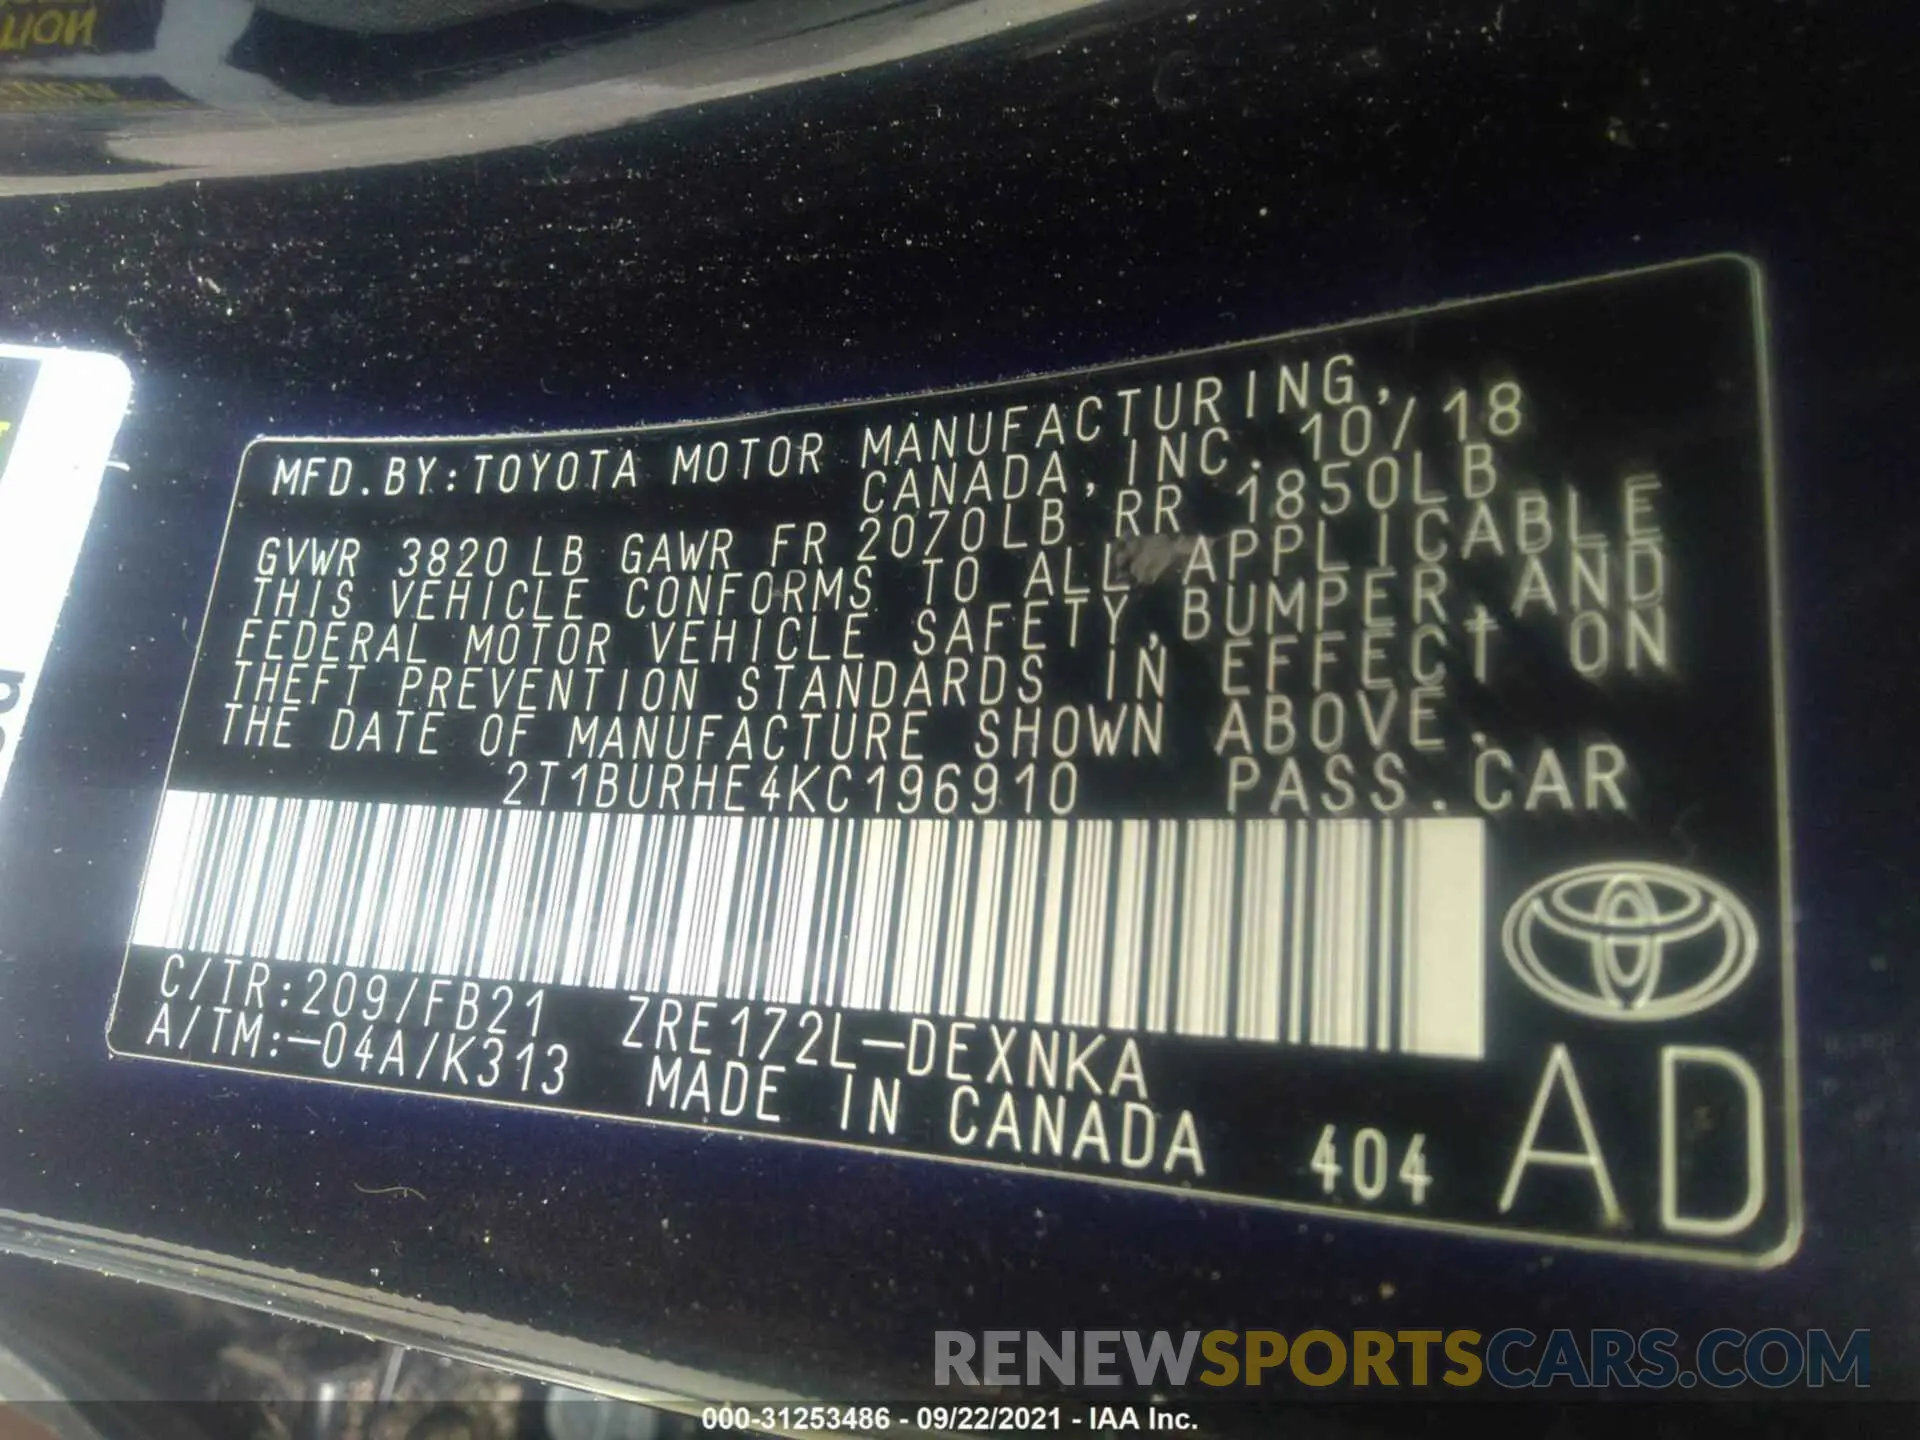 TION
CTION
MFD.BY:TOYOTA MOTOR MANUFACTURING,
CANADA,INC. 10/18
GVWR 3820LB GAWR FR 2070LB RR 1850LB
THIS VEHICLE CONFORMS TO ALL APPLICABLE
FEDERAL MOTOR VEHICLE SAFETY,BUMPER,AND
THEFT PREVENTION STANDARDS IN EFFECT ON
THE DATE OF MANUFACTURE SHOWN ABOVE.
2T1BURHE4KC196910 PASS.CAR
C/TR:209/FB21 ZRE172L-DEXNKA
A/TM:-04A/K313 MADE IN CANADA
404 AD
RENEWSPORTSCARS.COM
000-31253486 - 09/22/2021 - IAA Inc.